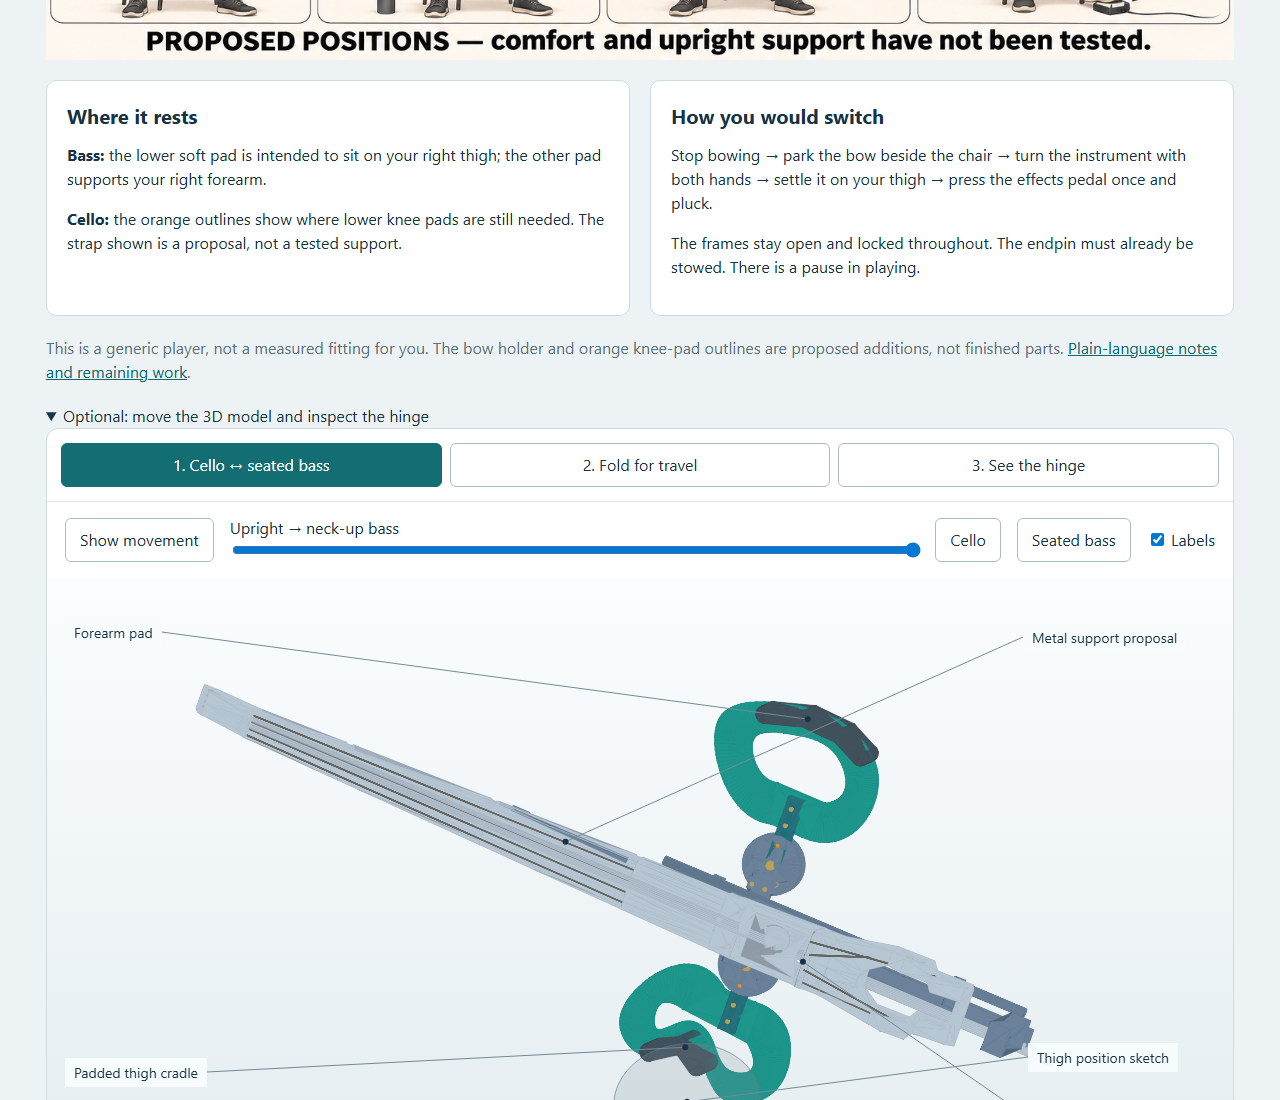 PROPOSED POSITIONS — comfort and upright support have not been tested.
Where it rests
Bass: the lower soft pad is intended to sit on your right thigh; the other pad
supports your right forearm.
Cello: the orange outlines show where lower knee pads are still needed. The
strap shown is a proposal, not a tested support.
How you would switch
Stop bowing → park the bow beside the chair → turn the instrument with
both hands → settle it on your thigh → press the effects pedal once and
pluck.
The frames stay open and locked throughout. The endpin must already be
stowed. There is a pause in playing.
This is a generic player, not a measured fitting for you. The bow holder and orange knee-pad outlines are proposed additions, not finished parts. Plain-language notes
and remaining work.
▼ Optional: move the 3D model and inspect the hinge
1. Cello ↔ seated bass
2. Fold for travel
3. See the hinge
Show movement
Upright → neck-up bass
Cello
Seated bass
Labels
Forearm pad
Metal support proposal
Padded thigh cradle
Thigh position sketch